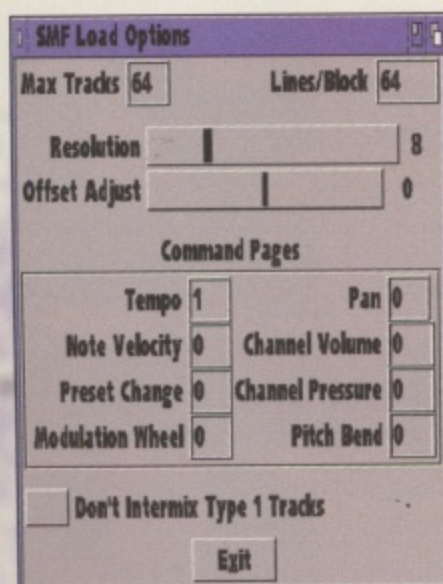 SMF Load Options
Max Tracks 64 Lines/Block 64
Resolution 8
Offset Adjust 0
Command Pages
Tempo 1 Pan 0
Note Velocity 0 Channel Volume 0
Preset Change 0 Channel Pressure 0
Modulation Wheel 0 Pitch Bend 0
Don't Intermix Type 1 Tracks
Exit